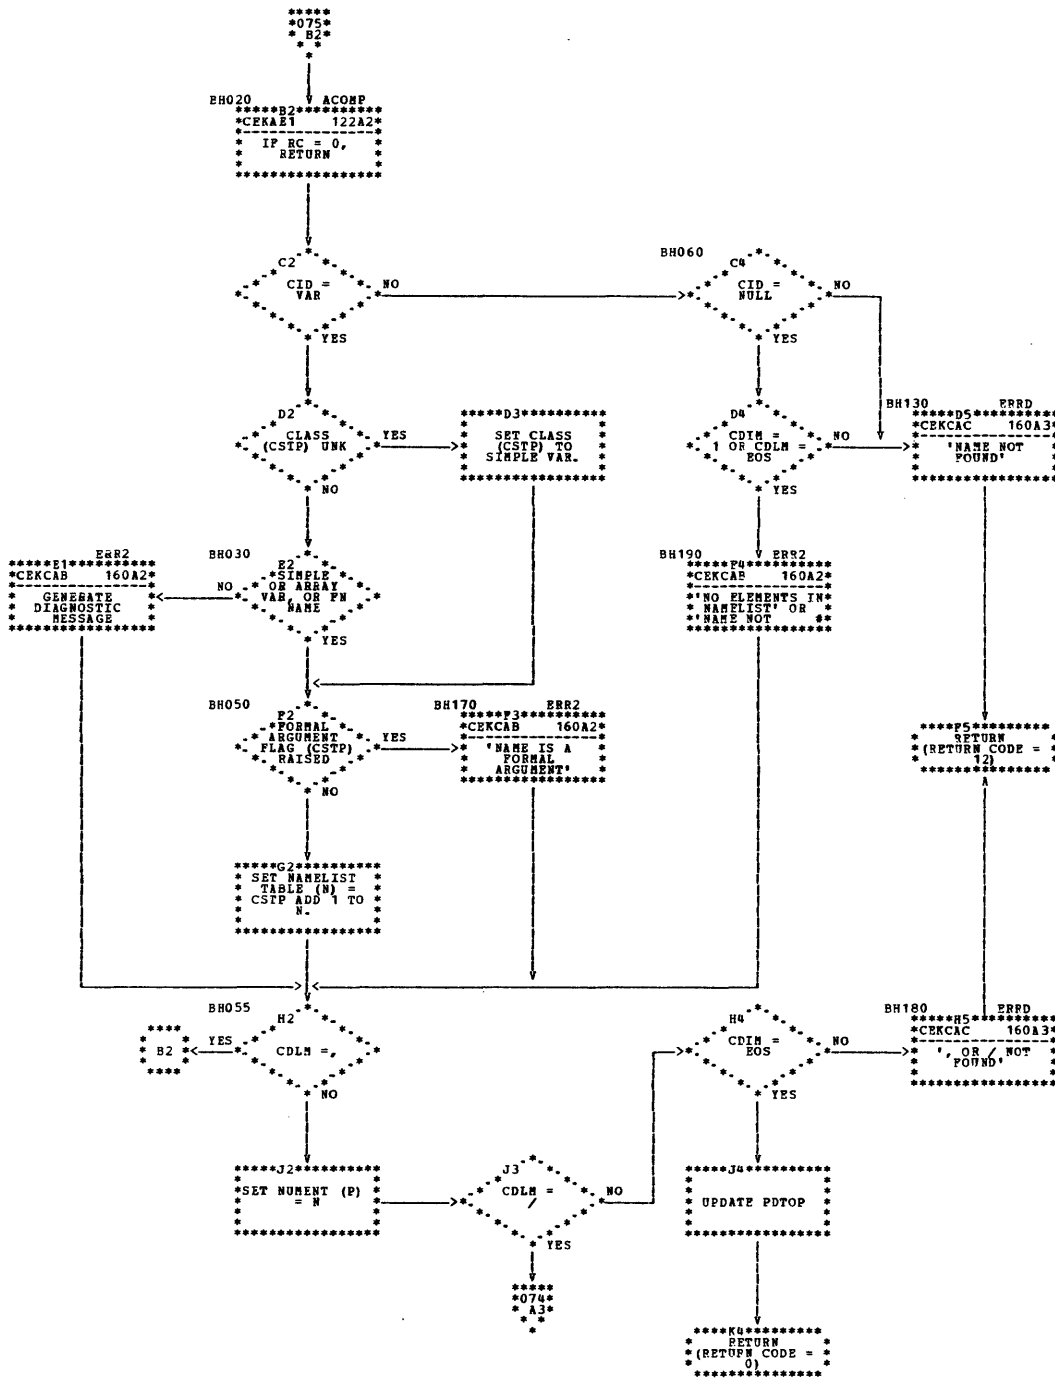 075
B2
BH020 ACOMP
B2
CEKAE1 122A2
IF RC = 0,
RETURN
C2
CID =
VAR
NO
YES
BH060
C4
CID =
NULL
NO
YES
D2
CLASS
(CSTP) UNK
YES
NO
D3
SET CLASS
(CSTP) TO
SIMPLE VAR.
D4
CDIM =
1 OR CDLM =
EOS
NO
YES
BH130 ERRD
D5
CEKCAC 160A3
'NAME NOT
FOUND'
ERR2
E1
CEKCAB 160A2
GENERATE
DIAGNOSTIC
MESSAGE
BH030
E2
SIMPLE
OR ARRAY
VAR, OR FN
NAME
NO
YES
BH190 ERR2
F4
CEKCAB 160A2
'NO ELEMENTS IN
NAMELIST' OR
'NAME NOT
BH050
F2
FORMAL
ARGUMENT
FLAG (CSTP)
RAISED
YES
NO
BH170 ERR2
F3
CEKCAB 160A2
'NAME IS A
FORMAL
ARGUMENT'
F5
RETURN
(RETURN CODE =
12)
G2
SET NAMELIST
TABLE (N) =
CSTP ADD 1 TO
N.
BH055
H2
CDLM =,
YES
NO
B2
H4
CDIM =
EOS
NO
YES
BH180 ERRD
H5
CEKCAC 160A3
', OR / NOT
FOUND'
J2
SET NUMENT (P)
= N
J3
CDLM =
/
NO
YES
J4
UPDATE PDTOP
074
A3
K4
RETURN
(RETURN CODE =
0)